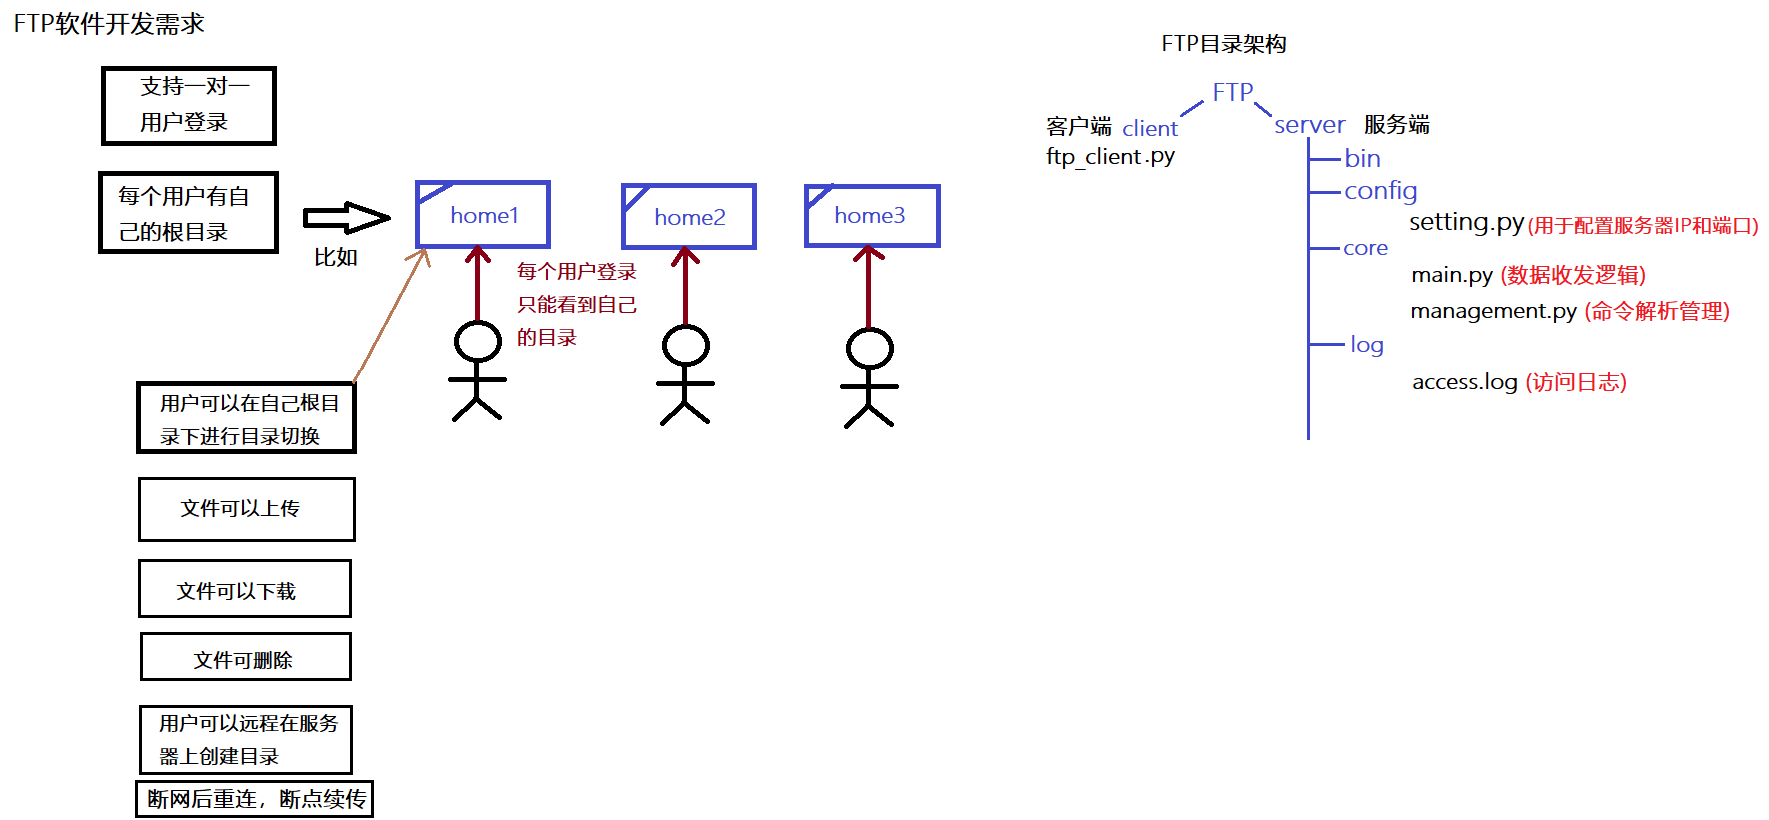 FTP软件开发需求
支持一对一
用户登录
每个用户有自
己的根目录
比如
home1
home2
home3
每个用户登录
只能看到自己
的目录
用户可以在自己根目
录下进行目录切换
文件可以上传
文件可以下载
文件可删除
用户可以远程在服务
器上创建目录
断网后重连，断点续传
FTP目录架构
FTP
客户端 client
ftp_client.py
server 服务端
bin
config
setting.py (用于配置服务器IP和端口)
core
main.py (数据收发逻辑)
management.py (命令解析管理)
log
access.log (访问日志)